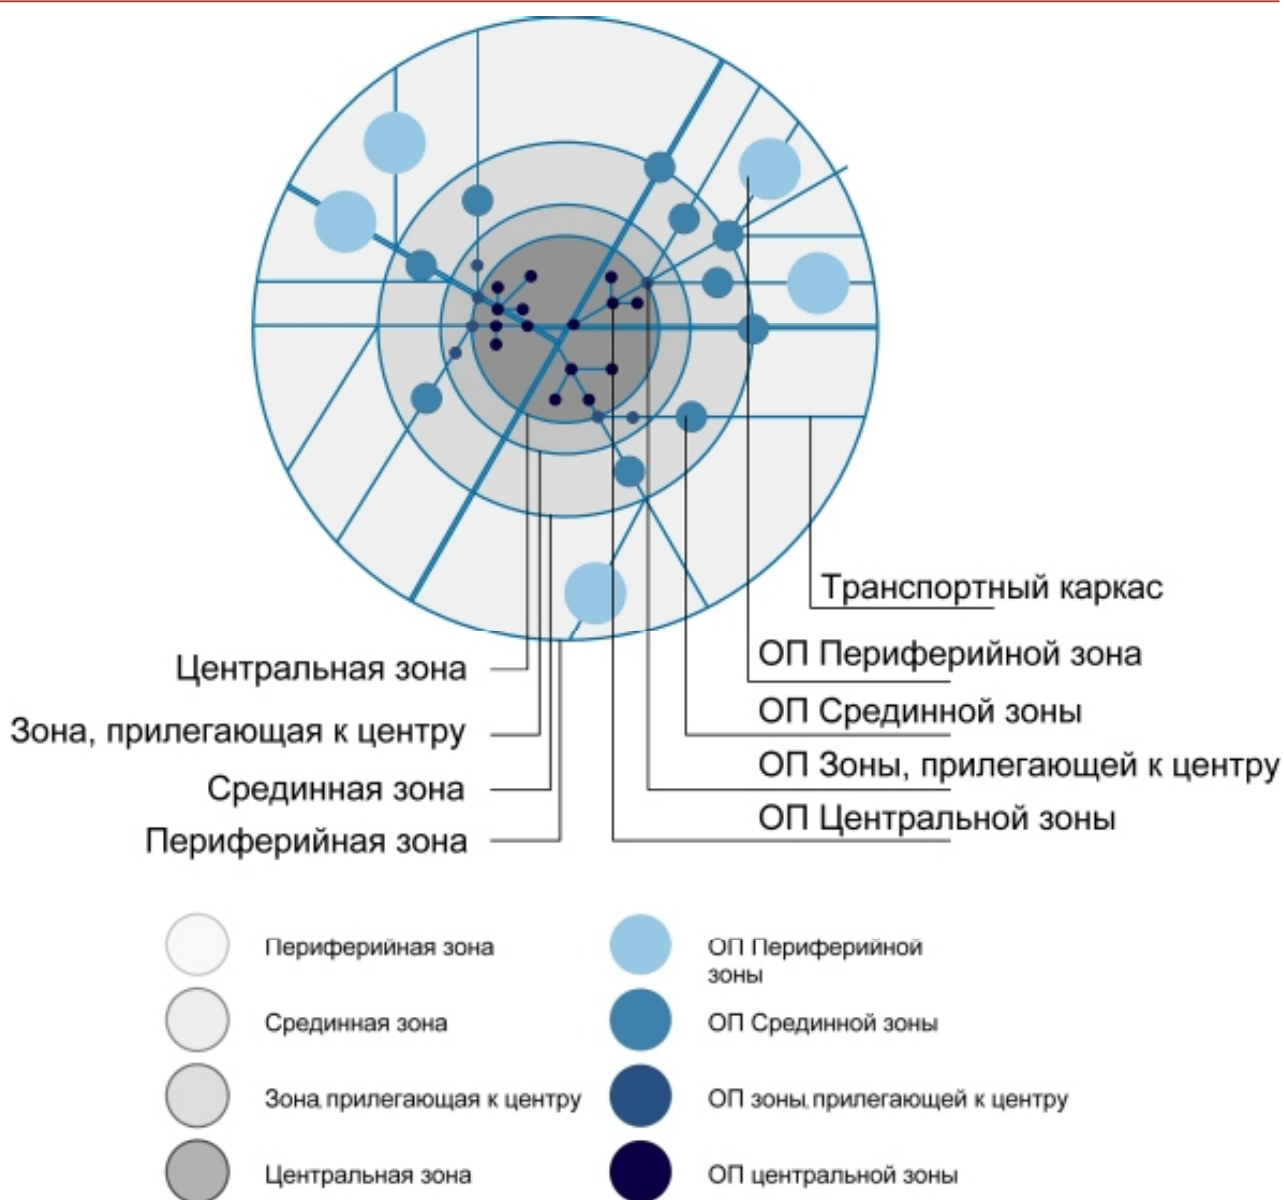 Транспортный каркас
ОП Периферийной зона
ОП Срединной зоны
ОП Зоны, прилегающей к центру
ОП Центральной зоны
Центральная зона
Зона, прилегающая к центру
Срединная зона
Периферийная зона
Периферийная зона
Срединная зона
Зона, прилегающая к центру
Центральная зона
ОП Периферийной
зоны
ОП Срединной зоны
ОП зоны, прилегающей к центру
ОП центральной зоны